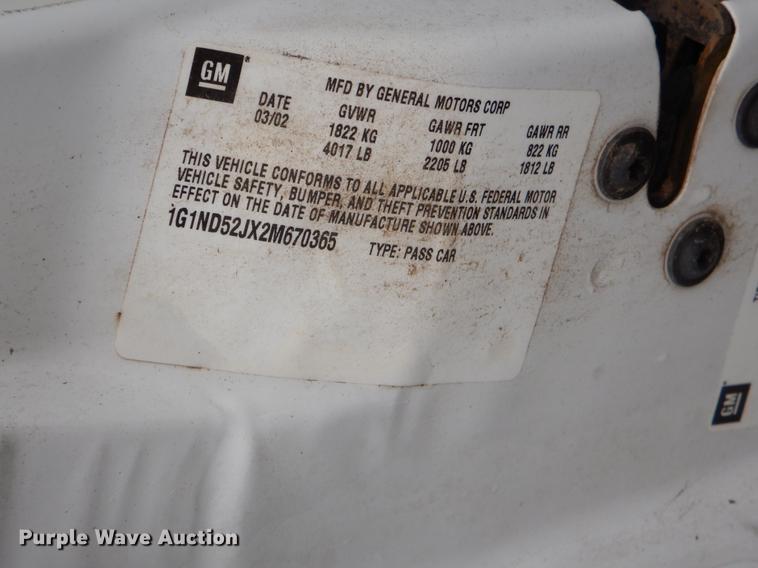 GM
MFD BY GENERAL MOTORS CORP
DATE GVWR GAWR FRT GAWR RR
03/02 1822 KG 1000 KG 822 KG
4017 LB 2205 LB 1812 LB
THIS VEHICLE CONFORMS TO ALL APPLICABLE U.S. FEDERAL MOTOR
VEHICLE SAFETY, BUMPER, AND THEFT PREVENTION STANDARDS IN
EFFECT ON THE DATE OF MANUFACTURE SHOWN ABOVE.
1G1ND52JX2M670365 TYPE: PASS CAR
GM
Purple Wave Auction